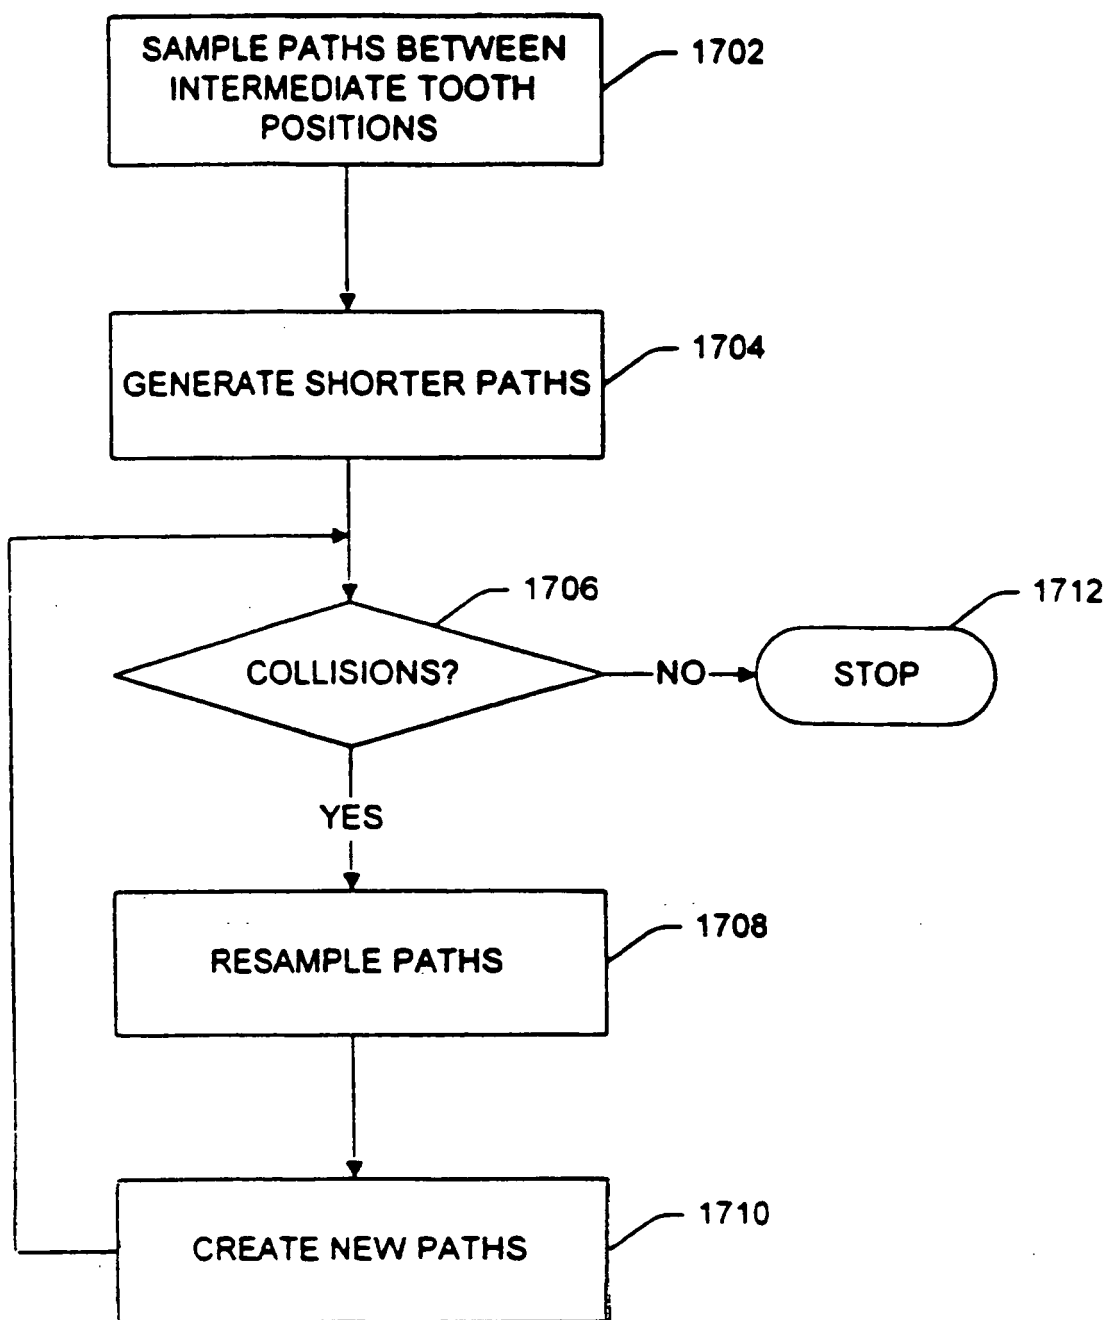 SAMPLE PATHS BETWEEN
INTERMEDIATE TOOTH
POSITIONS
1702
GENERATE SHORTER PATHS
1704
COLLISIONS?
1706
NO
STOP
1712
YES
RESAMPLE PATHS
1708
CREATE NEW PATHS
1710